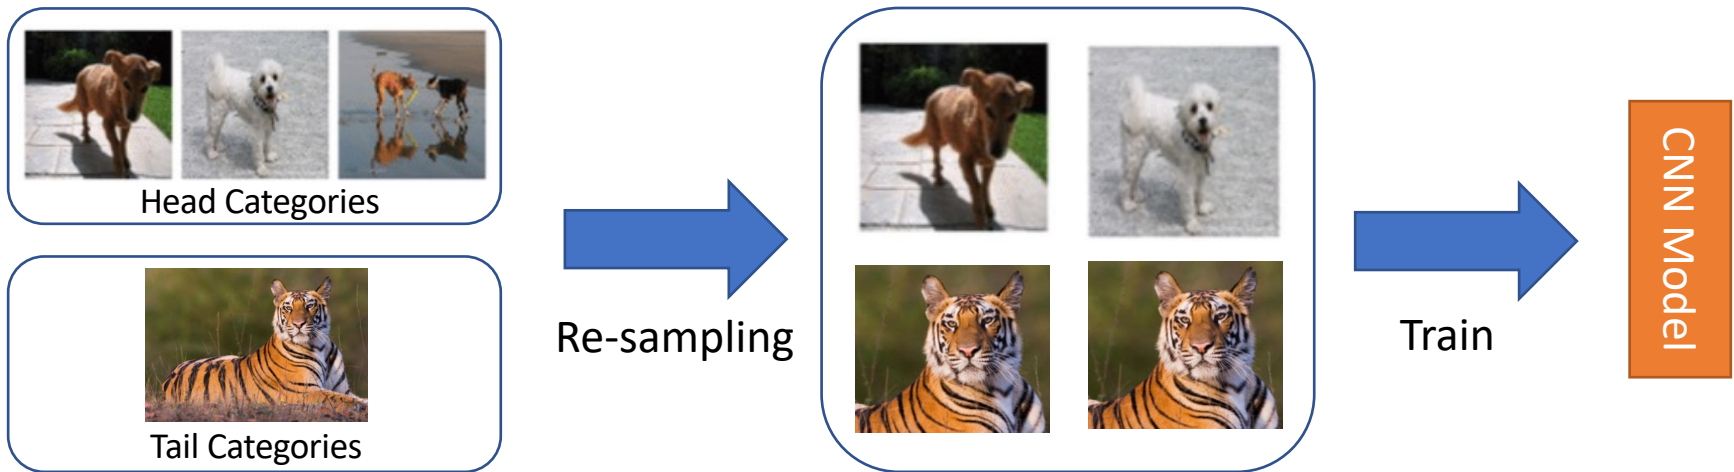 Head Categories
Tail Categories
Re-sampling
Train
CNN Model